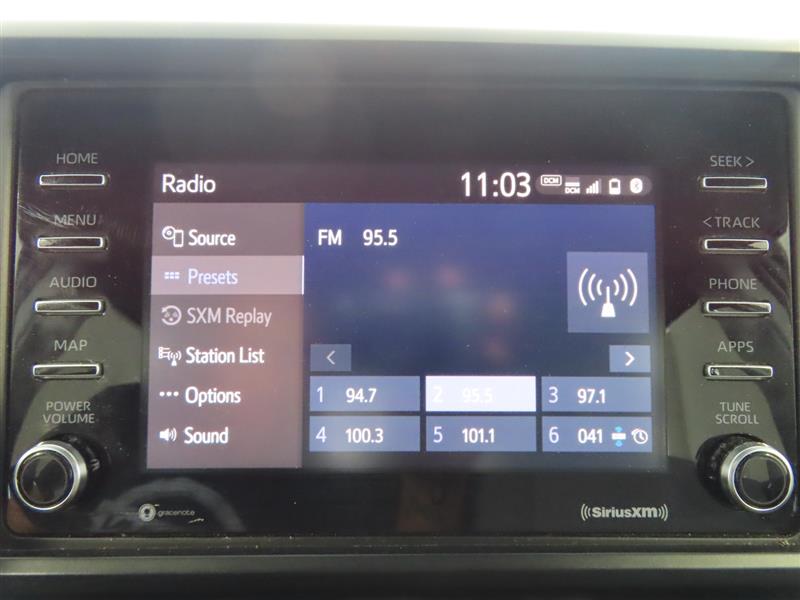 HOME
MENU
AUDIO
MAP
POWER
VOLUME
Radio
11:03
DCM
DCM
Source
Presets
SXM Replay
Station List
Options
Sound
FM 95.5
<
>
1 94.7
2 95.5
3 97.1
4 100.3
5 101.1
6 041
SEEK >
< TRACK
PHONE
APPS
TUNE
SCROLL
gracenote
((SiriusXM))